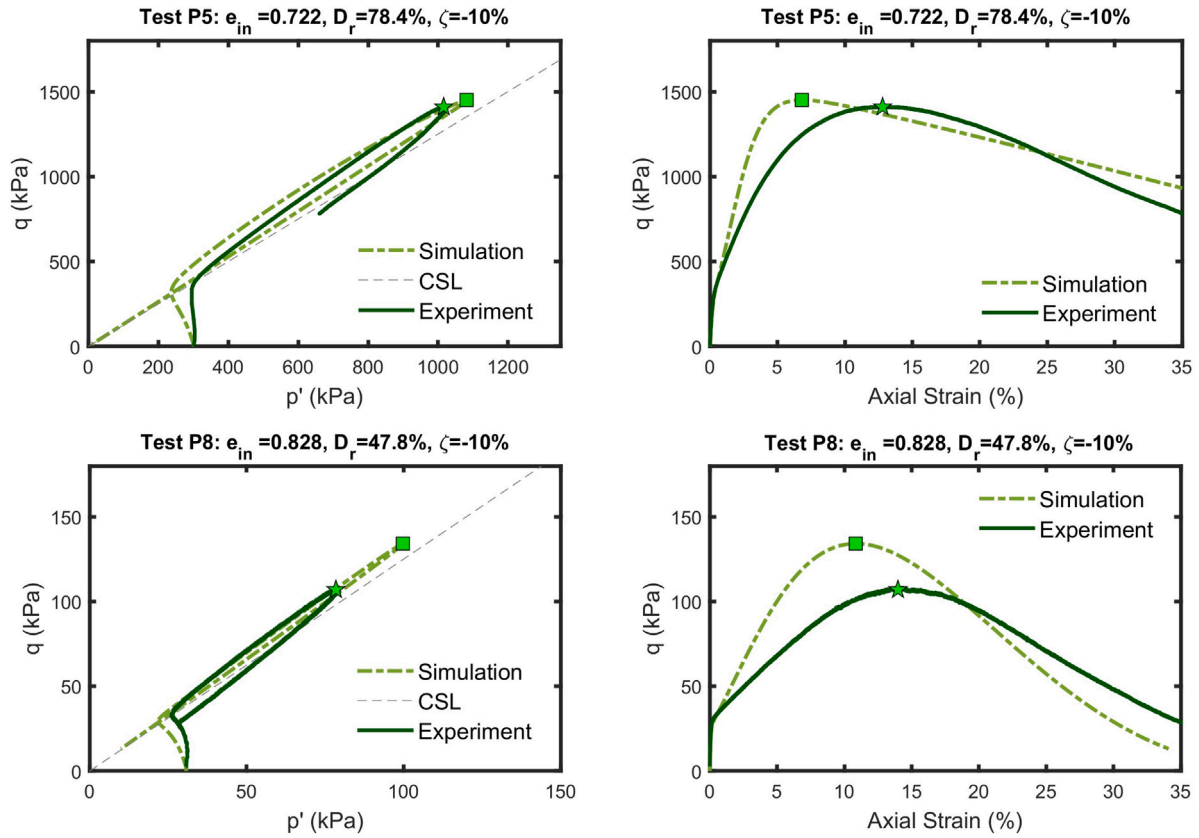 Test P5: e_in =0.722, D_r=78.4%, ζ=-10%
1500
1000
500
0
q (kPa)
Simulation
CSL
Experiment
0 200 400 600 800 1000 1200
p' (kPa)
Test P5: e_in =0.722, D_r=78.4%, ζ=-10%
1500
1000
500
0
q (kPa)
Simulation
Experiment
0 5 10 15 20 25 30 35
Axial Strain (%)
Test P8: e_in =0.828, D_r=47.8%, ζ=-10%
150
100
50
0
q (kPa)
Simulation
CSL
Experiment
0 50 100 150
p' (kPa)
Test P8: e_in =0.828, D_r=47.8%, ζ=-10%
150
100
50
0
q (kPa)
Simulation
Experiment
0 5 10 15 20 25 30 35
Axial Strain (%)